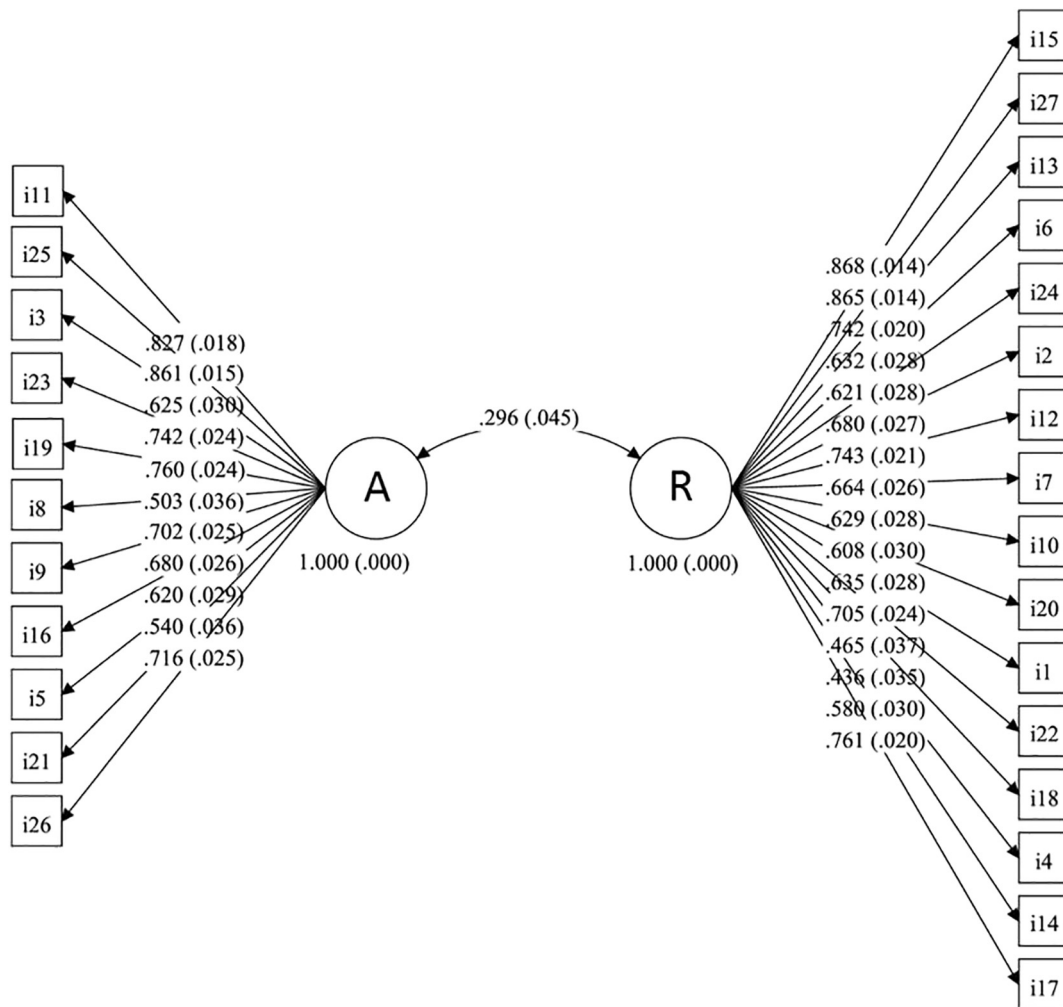 i11
i25
i3
i23
i19
i8
i9
i16
i5
i21
i26
.827 (.018)
.861 (.015)
.625 (.030)
.742 (.024)
.760 (.024)
.503 (.036)
.702 (.025)
.680 (.026)
.620 (.029)
.540 (.036)
.716 (.025)
A
1.000 (.000)
.296 (.045)
R
1.000 (.000)
.868 (.014)
.865 (.014)
.742 (.020)
.632 (.028)
.621 (.028)
.680 (.027)
.743 (.021)
.664 (.026)
.629 (.028)
.608 (.030)
.635 (.028)
.705 (.024)
.465 (.037)
.436 (.035)
.580 (.030)
.761 (.020)
i15
i27
i13
i6
i24
i2
i12
i7
i10
i20
i1
i22
i18
i4
i14
i17